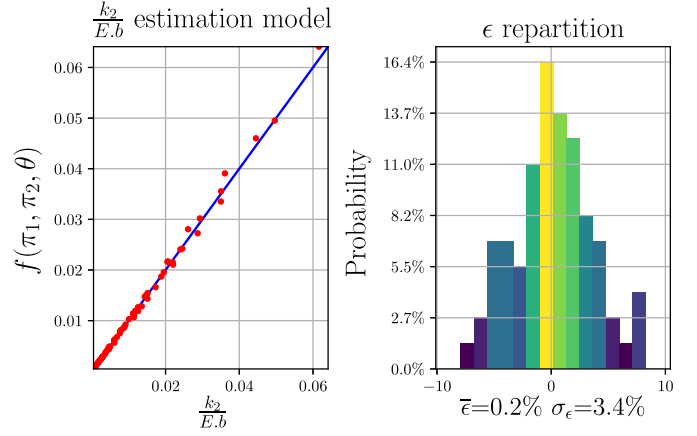 k₂/E.b estimation model
0.06
0.05
0.04
0.03
0.02
0.01
f(π₁, π₂, θ)
0.02 0.04 0.06
k₂/E.b
ϵ repartition
16.4%
13.7%
11.0%
8.2%
5.5%
2.7%
0.0%
Probability
−10 0 10
ϵ̅=0.2% σ_ϵ=3.4%